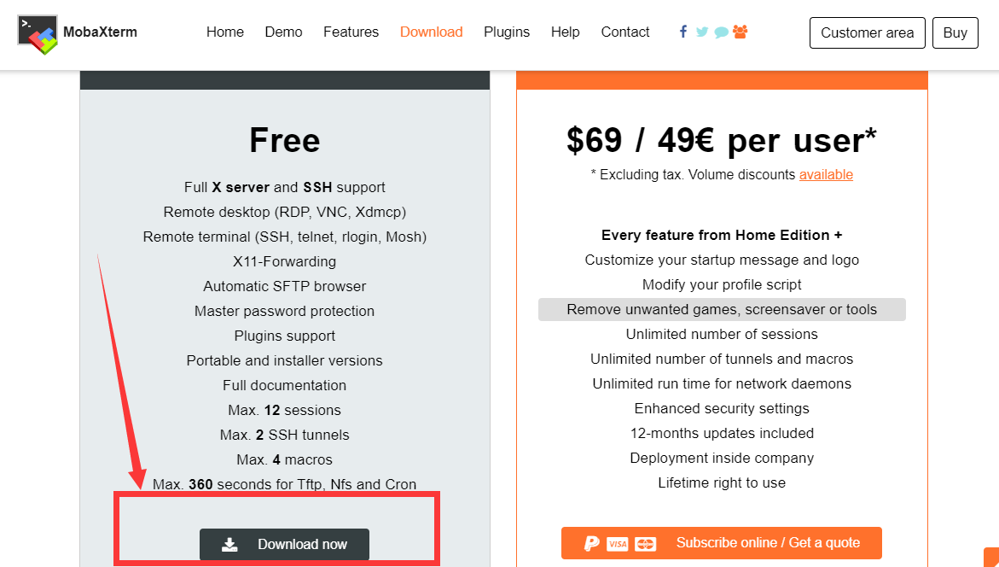 >_
MobaXterm
Home Demo Features Download Plugins Help Contact
Customer area
Buy
Free
Full X server and SSH support
Remote desktop (RDP, VNC, Xdmcp)
Remote terminal (SSH, telnet, rlogin, Mosh)
X11-Forwarding
Automatic SFTP browser
Master password protection
Plugins support
Portable and installer versions
Full documentation
Max. 12 sessions
Max. 2 SSH tunnels
Max. 4 macros
Max. 360 seconds for Tftp, Nfs and Cron
Download now
$69 / 49€ per user*
* Excluding tax. Volume discounts available
Every feature from Home Edition +
Customize your startup message and logo
Modify your profile script
Remove unwanted games, screensaver or tools
Unlimited number of sessions
Unlimited number of tunnels and macros
Unlimited run time for network daemons
Enhanced security settings
12-months updates included
Deployment inside company
Lifetime right to use
VISA
Subscribe online / Get a quote